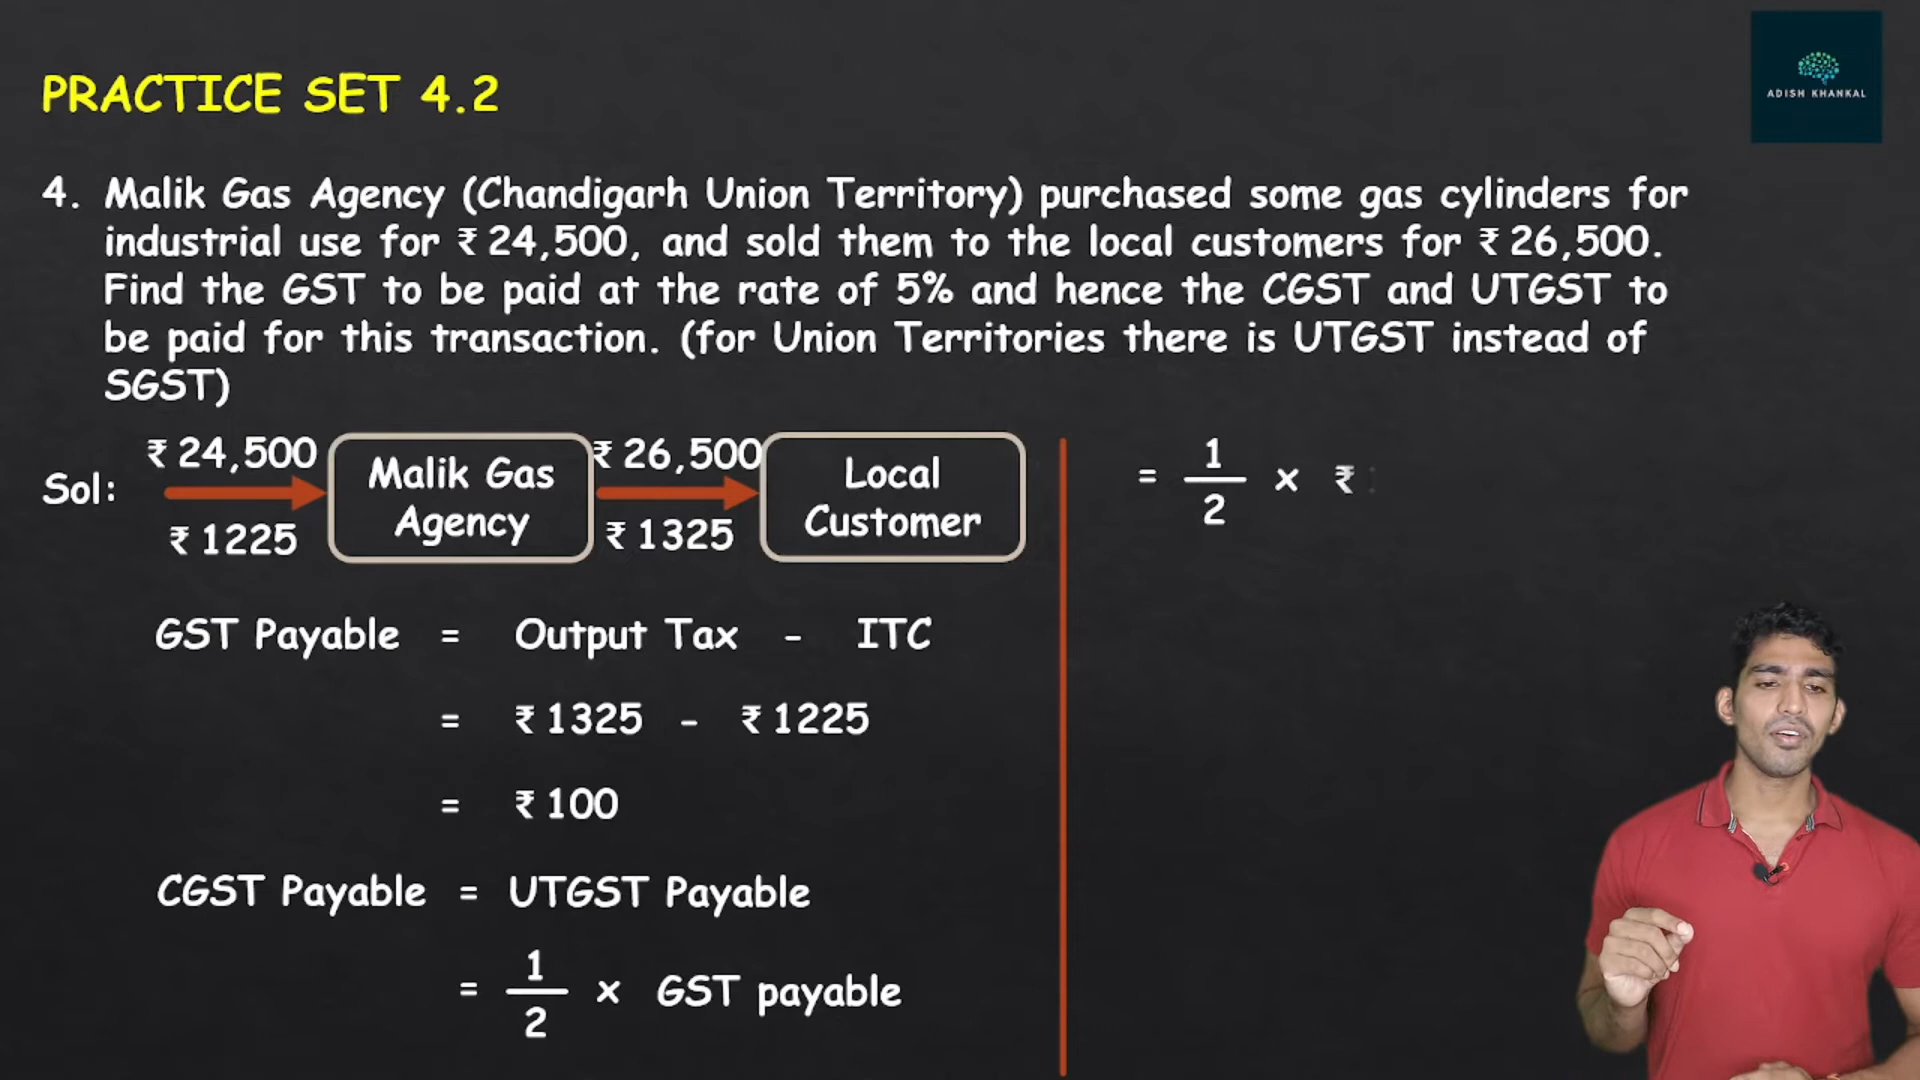 PRACTICE SET 4.2
ADISH KHANKAL
4. Malik Gas Agency (Chandigarh Union Territory) purchased some gas cylinders for
industrial use for ₹ 24,500, and sold them to the local customers for ₹ 26,500.
Find the GST to be paid at the rate of 5% and hence the CGST and UTGST to
be paid for this transaction. (for Union Territories there is UTGST instead of
SGST)
Sol:
₹ 24,500
₹ 1225
Malik Gas
Agency
₹ 26,500
₹ 1325
Local
Customer
GST Payable = Output Tax - ITC
= ₹ 1325 - ₹ 1225
= ₹ 100
CGST Payable = UTGST Payable
= 1/2 x GST payable
= 1/2 x ₹